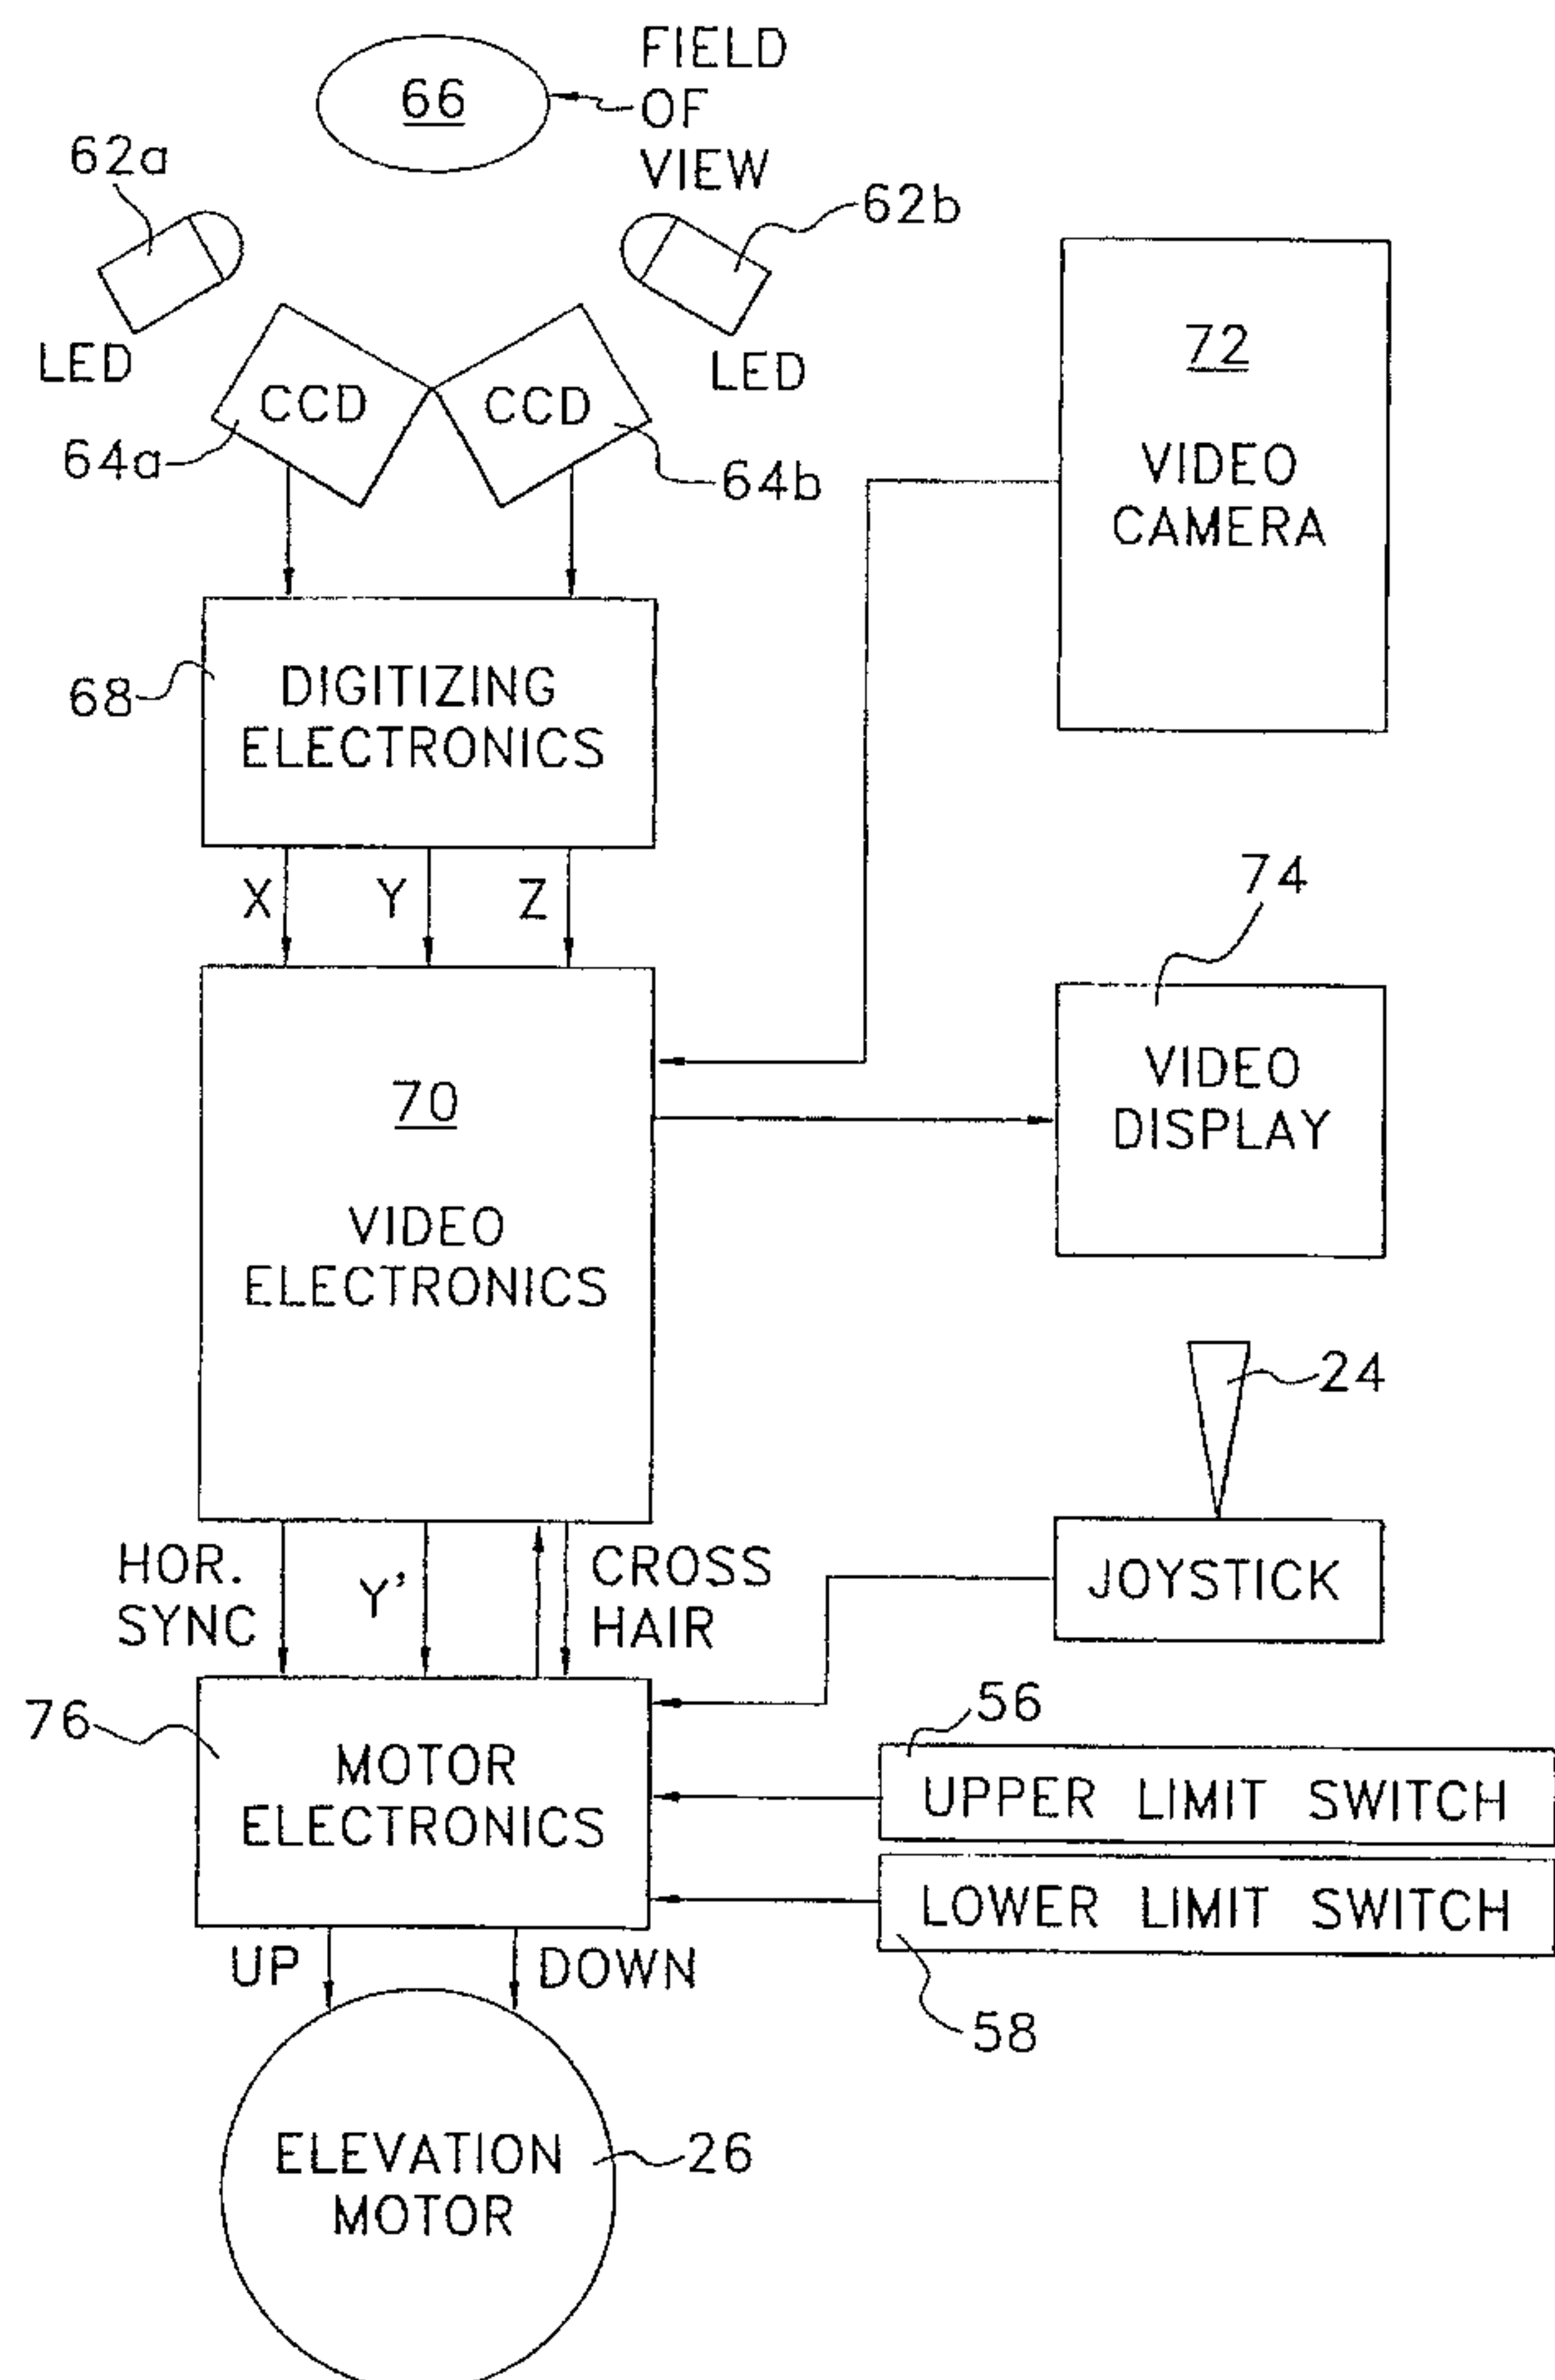 FIELD
OF
VIEW
66
62a
62b
LED
LED
CCD
CCD
64a
64b
72
VIDEO
CAMERA
68
DIGITIZING
ELECTRONICS
X
Y
Z
74
VIDEO
DISPLAY
70
VIDEO
ELECTRONICS
24
JOYSTICK
HOR.
SYNC
Y'
CROSS
HAIR
76
MOTOR
ELECTRONICS
56
UPPER LIMIT SWITCH
LOWER LIMIT SWITCH
58
UP
DOWN
ELEVATION
MOTOR
26